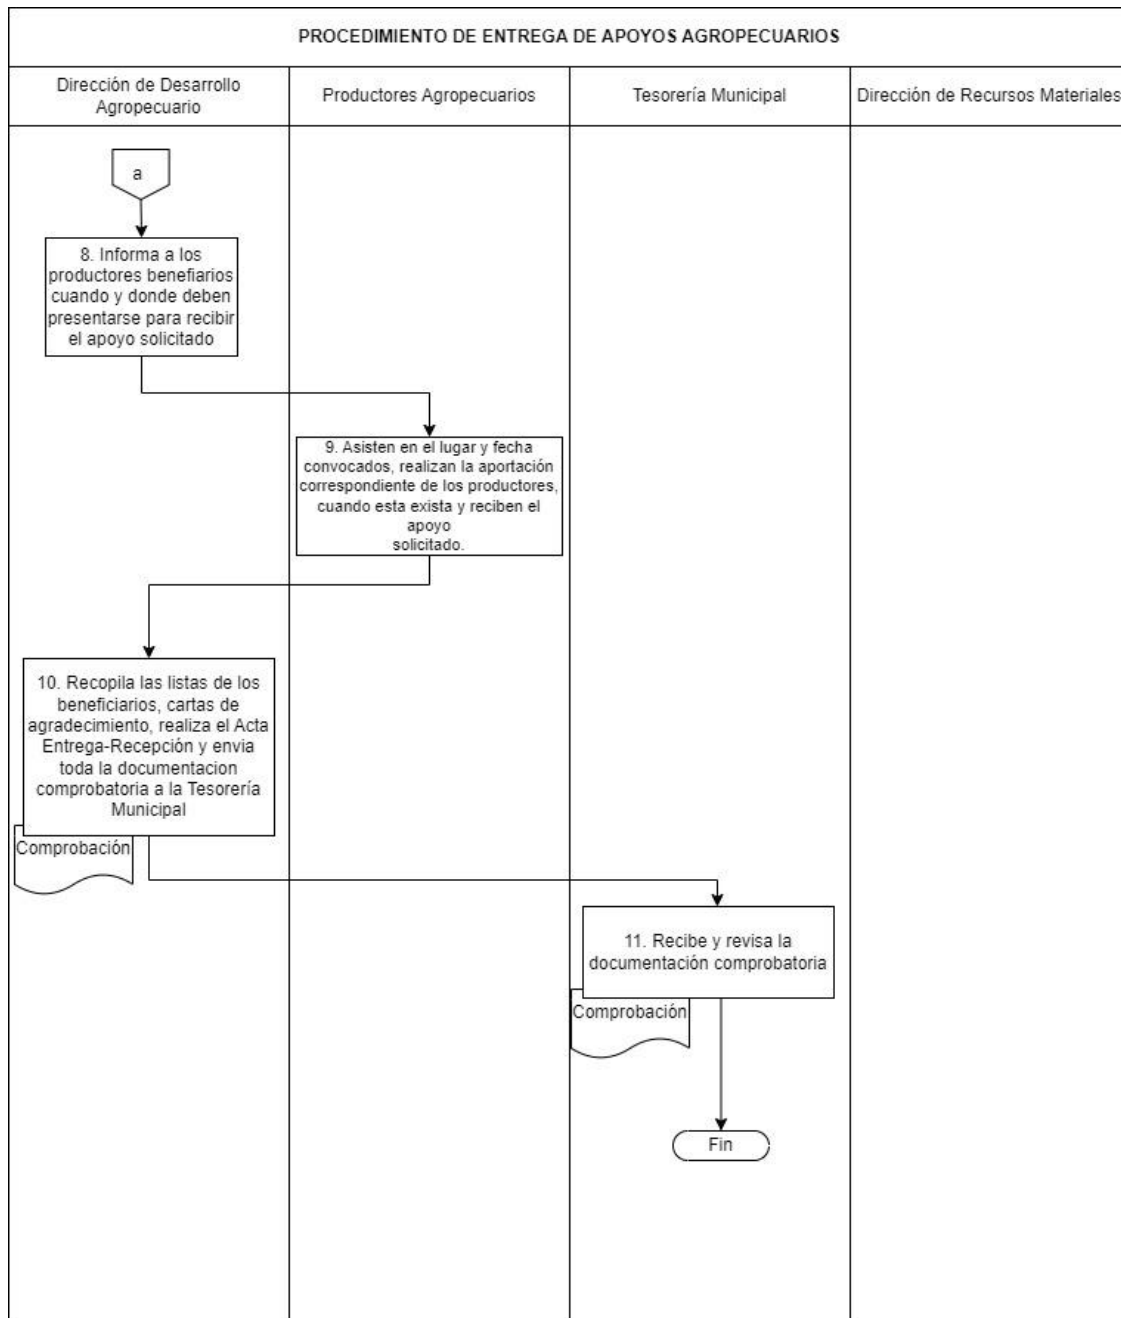 PROCEDIMIENTO DE ENTREGA DE APOYOS AGROPECUARIOS
Dirección de Desarrollo
Agropecuario
Productores Agropecuarios
Tesorería Municipal
Dirección de Recursos Materiales
a
8. Informa a los
productores benefiarios
cuando y donde deben
presentarse para recibir
el apoyo solicitado
9. Asisten en el lugar y fecha
convocados, realizan la aportación
correspondiente de los productores,
cuando esta exista y reciben el
apoyo
solicitado.
10. Recopila las listas de los
beneficiarios, cartas de
agradecimiento, realiza el Acta
Entrega-Recepción y envia
toda la documentacion
comprobatoria a la Tesorería
Municipal
Comprobación
11. Recibe y revisa la
documentación comprobatoria
Comprobación
Fin